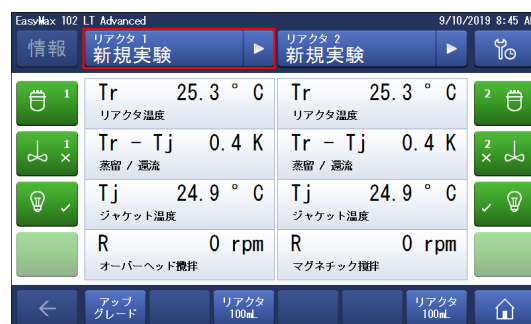 EasyMax 102 LT Advanced 9/10/2019 8:45 A
情報
リアクタ 1
新規実験
リアクタ 2
新規実験
1
Tr 25.3 ° C
リアクタ温度
Tr 25.3 ° C
リアクタ温度
2
1
Tr - Tj 0.4 K
蒸留 / 還流
Tr - Tj 0.4 K
蒸留 / 還流
2
Tj 24.9 ° C
ジャケット温度
Tj 24.9 ° C
ジャケット温度
R 0 rpm
オーバーヘッド攪拌
R 0 rpm
マグネチック攪拌
アップ
グレード
リアクタ
100mL
リアクタ
100mL